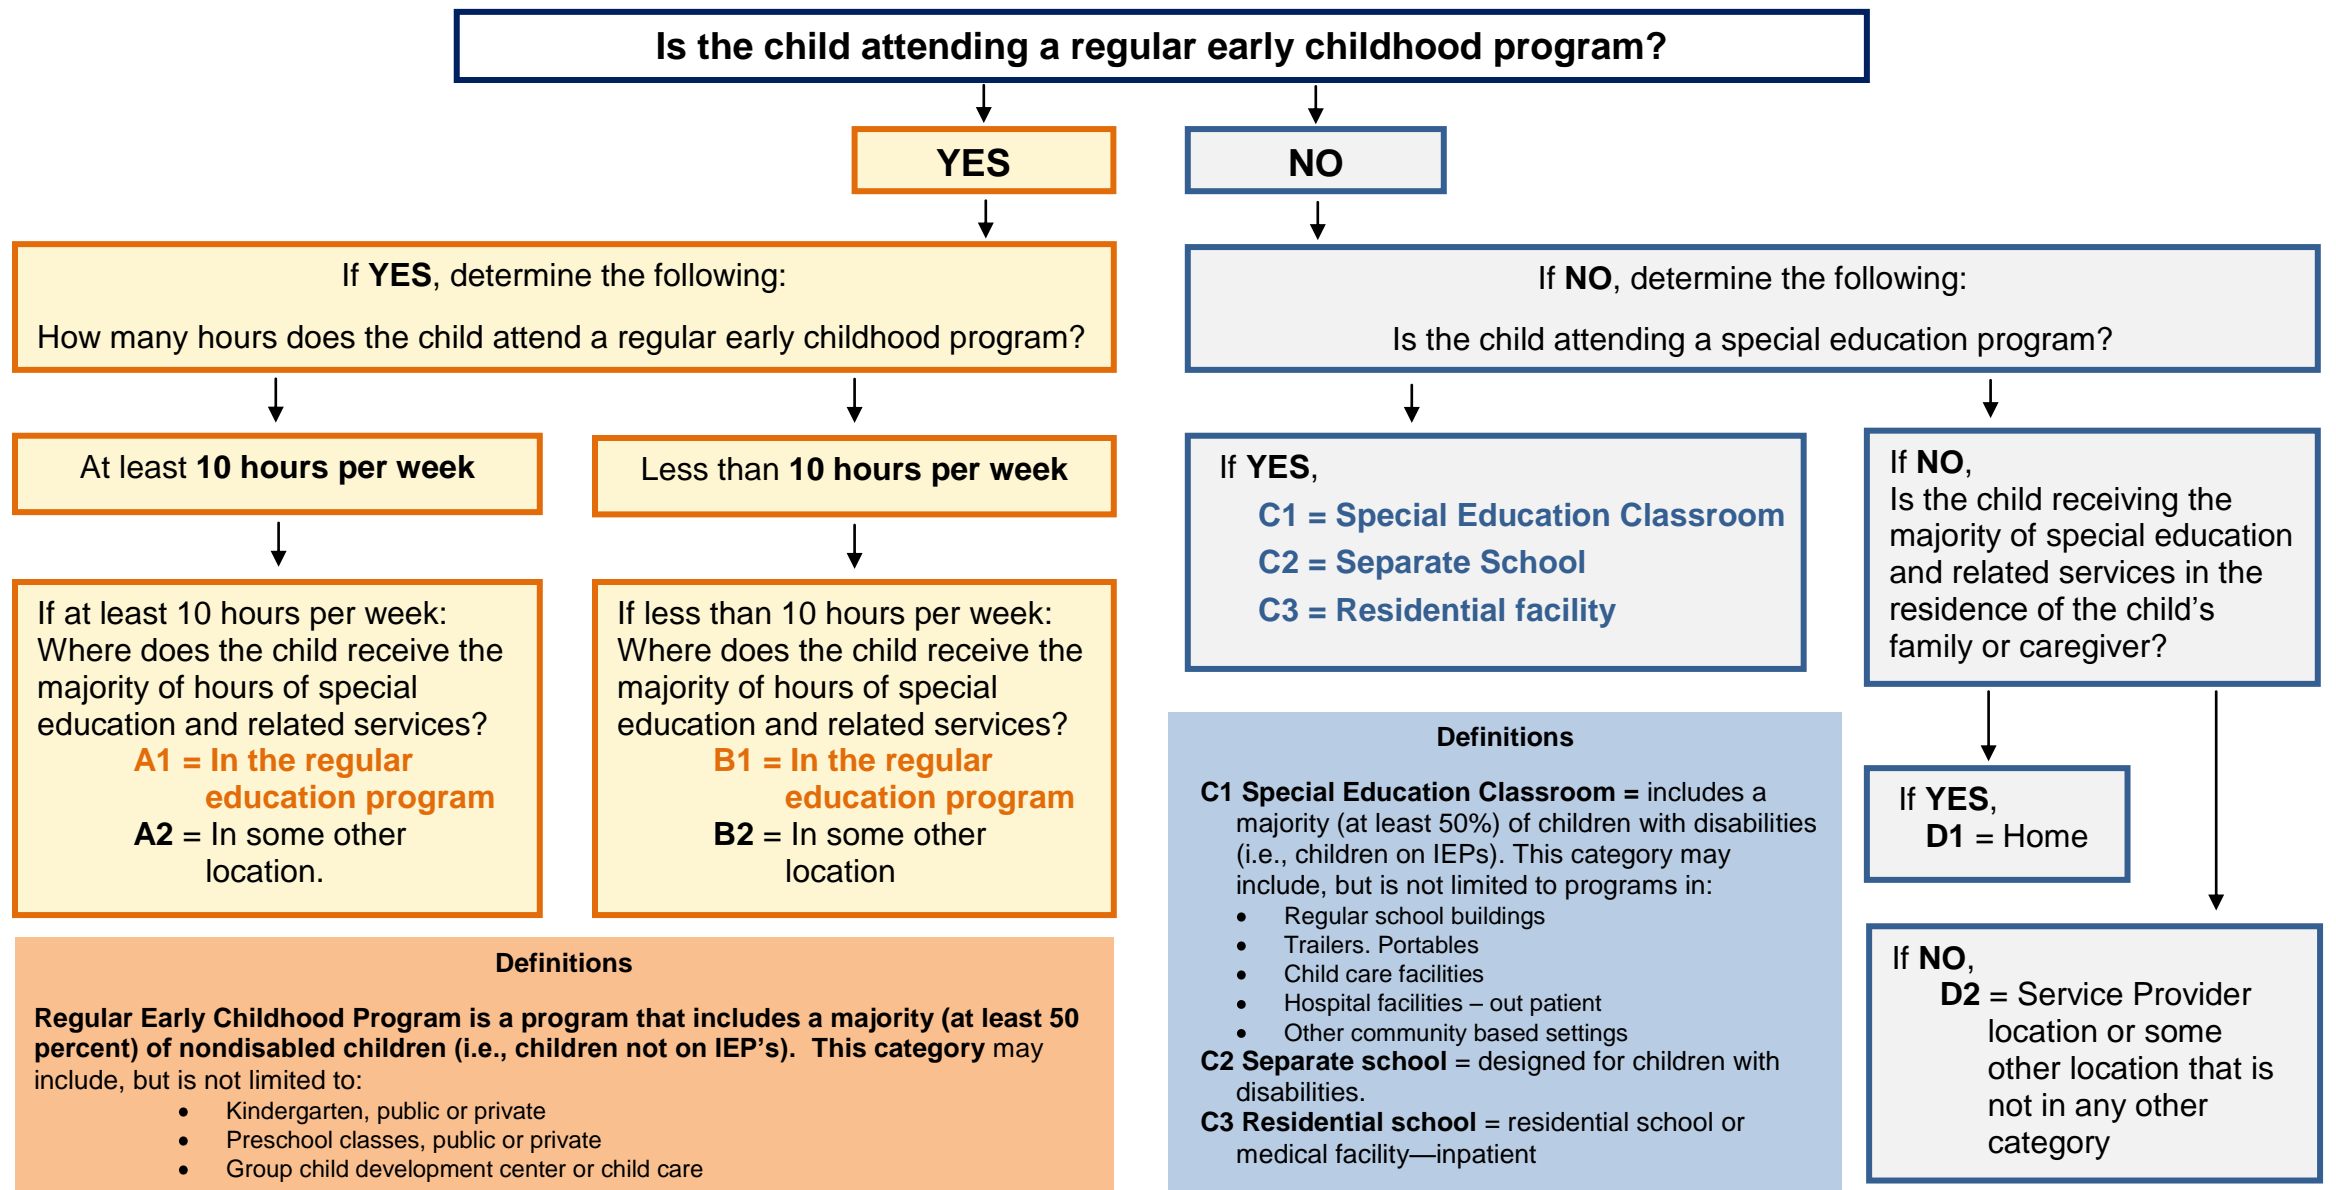 Is the child attending a regular early childhood program?
YES
NO
If YES, determine the following:
How many hours does the child attend a regular early childhood program?
If NO, determine the following:
Is the child attending a special education program?
At least 10 hours per week
Less than 10 hours per week
If at least 10 hours per week:
Where does the child receive the
majority of hours of special
education and related services?
A1 = In the regular
education program
A2 = In some other
location.
If less than 10 hours per week:
Where does the child receive the
majority of hours of special
education and related services?
B1 = In the regular
education program
B2 = In some other
location
If YES,
C1 = Special Education Classroom
C2 = Separate School
C3 = Residential facility
If NO,
Is the child receiving the
majority of special education
and related services in the
residence of the child’s
family or caregiver?
If YES,
D1 = Home
If NO,
D2 = Service Provider
location or some
other location that is
not in any other
category
Definitions
Regular Early Childhood Program is a program that includes a majority (at least 50
percent) of nondisabled children (i.e., children not on IEP's).  This category may
include, but is not limited to:
• Kindergarten, public or private
• Preschool classes, public or private
• Group child development center or child care
Definitions
C1 Special Education Classroom = includes a
majority (at least 50%) of children with disabilities
(i.e., children on IEPs). This category may
include, but is not limited to programs in:
• Regular school buildings
• Trailers. Portables
• Child care facilities
• Hospital facilities – out patient
• Other community based settings
C2 Separate school = designed for children with
disabilities.
C3 Residential school = residential school or
medical facility—inpatient